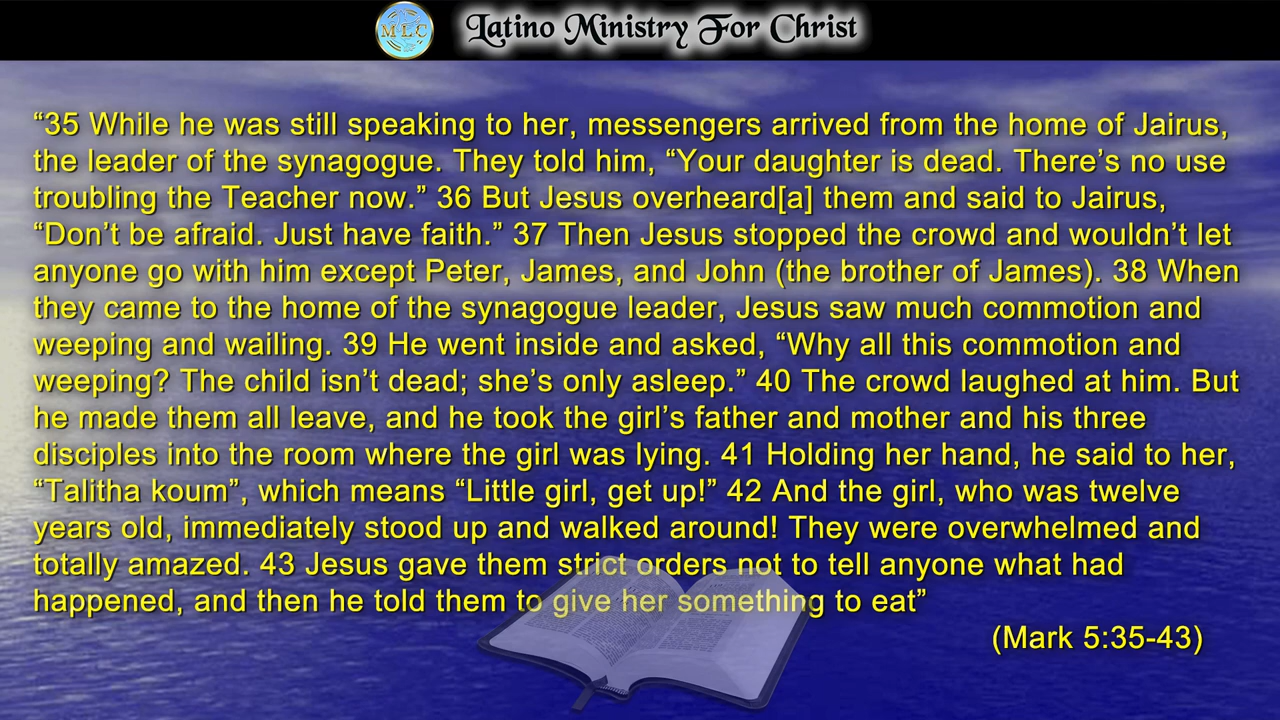 MLC
Latino Ministry For Christ
“35 While he was still speaking to her, messengers arrived from the home of Jairus,
the leader of the synagogue. They told him, “Your daughter is dead. There’s no use
troubling the Teacher now.” 36 But Jesus overheard[a] them and said to Jairus,
“Don’t be afraid. Just have faith.” 37 Then Jesus stopped the crowd and wouldn’t let
anyone go with him except Peter, James, and John (the brother of James). 38 When
they came to the home of the synagogue leader, Jesus saw much commotion and
weeping and wailing. 39 He went inside and asked, “Why all this commotion and
weeping? The child isn’t dead; she’s only asleep.” 40 The crowd laughed at him. But
he made them all leave, and he took the girl’s father and mother and his three
disciples into the room where the girl was lying. 41 Holding her hand, he said to her,
“Talitha koum”, which means “Little girl, get up!” 42 And the girl, who was twelve
years old, immediately stood up and walked around! They were overwhelmed and
totally amazed. 43 Jesus gave them strict orders not to tell anyone what had
happened, and then he told them to give her something to eat”
(Mark 5:35-43)